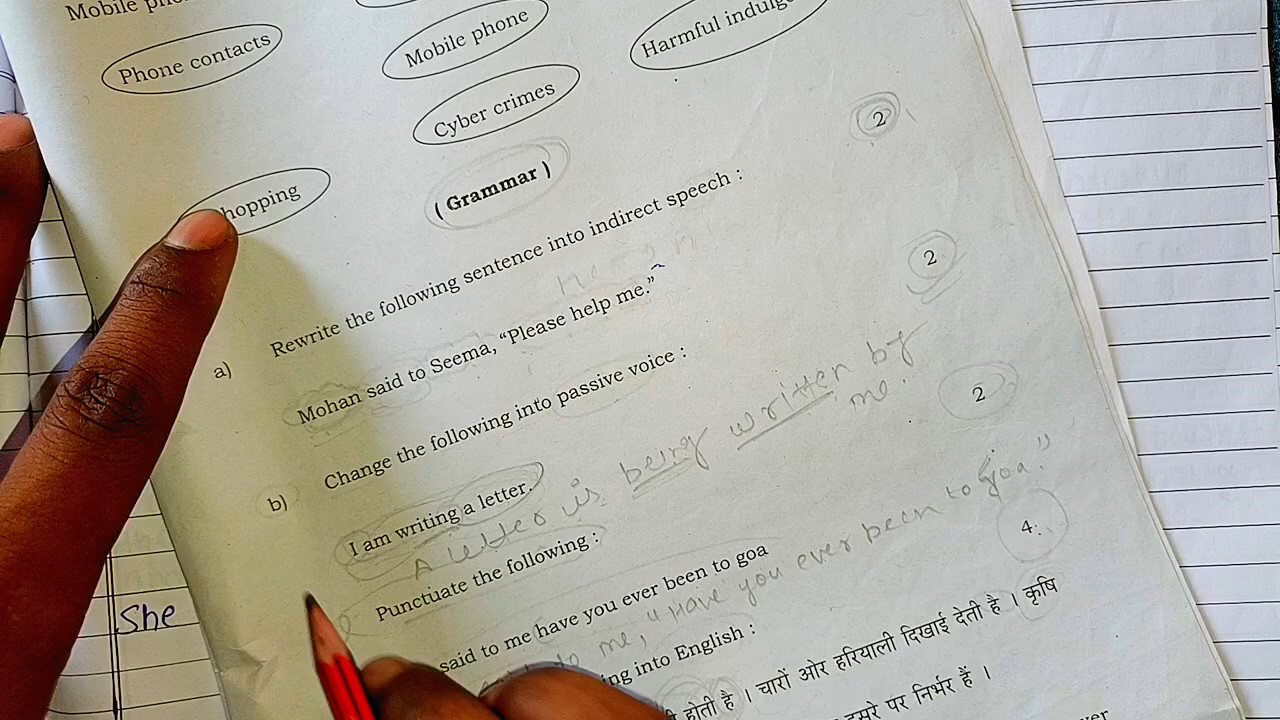 Mobile
Phone contacts
Mobile phone
Harmful
Cyber crimes
hopping
( Grammar )
2
Rewrite the following sentence into indirect speech :
a)
Mohan said to Seema, “Please help me.”
2
Change the following into passive voice :
b)
I am writing a letter.
A letter is being written by
me.
2
Punctuate the following :
said to me have you ever been to goa
to me, "Have you ever been to goa."
4
ing into English :
होती है । चारों ओर हरियाली दिखाई देती है । कृषि
पर निर्भर हैं ।
She